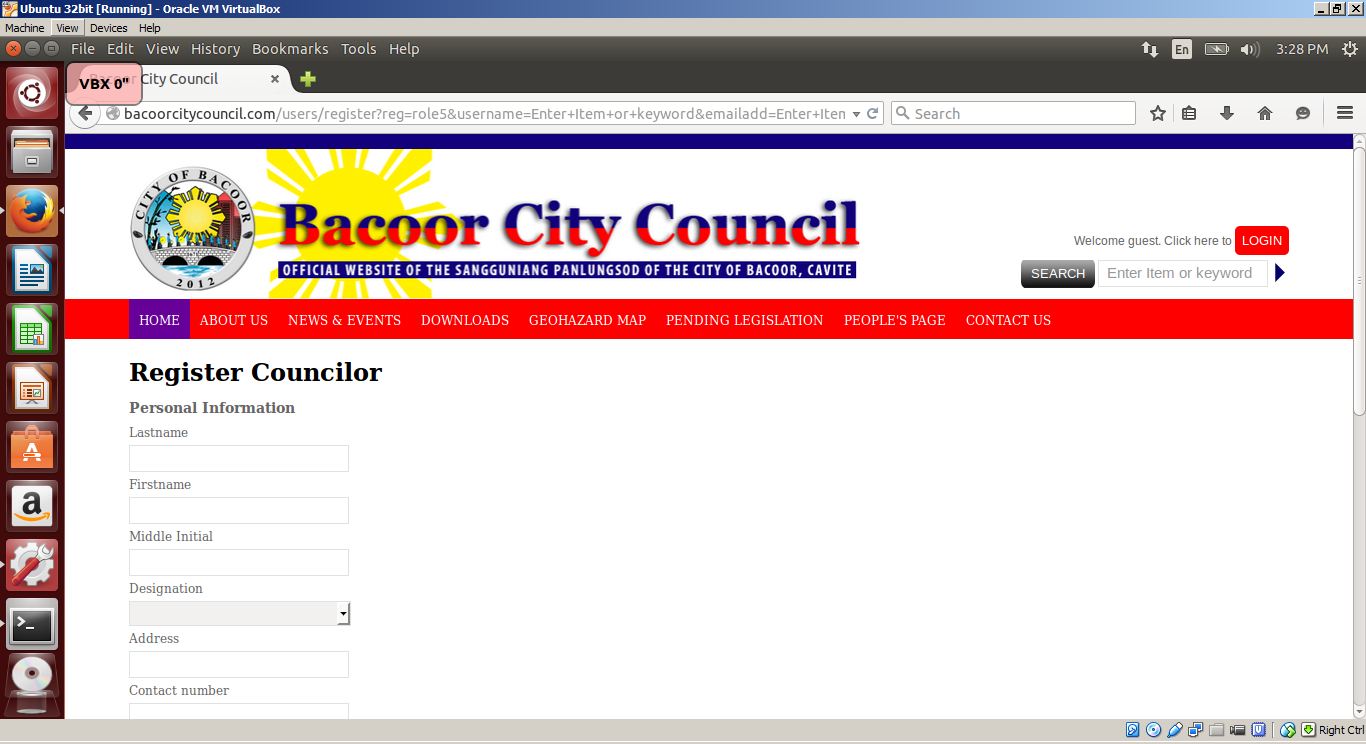 Ubuntu 32bit [Running] - Oracle VM VirtualBox
Machine View Devices Help
File Edit View History Bookmarks Tools Help
En
3:28 PM
VBX 0"
City Council
bacoorcitycouncil.com/users/register?reg=role5&username=Enter+Item+or+keyword&emailadd=Enter+Iten
Search
CITY OF BACOOR
2012
Bacoor City Council
OFFICIAL WEBSITE OF THE SANGGUNIANG PANLUNGSOD OF THE CITY OF BACOOR, CAVITE
Welcome guest. Click here to LOGIN
SEARCH Enter Item or keyword
HOME ABOUT US NEWS & EVENTS DOWNLOADS GEOHAZARD MAP PENDING LEGISLATION PEOPLE'S PAGE CONTACT US
Register Councilor
Personal Information
Lastname
Firstname
Middle Initial
Designation
Address
Contact number
Right Ctrl